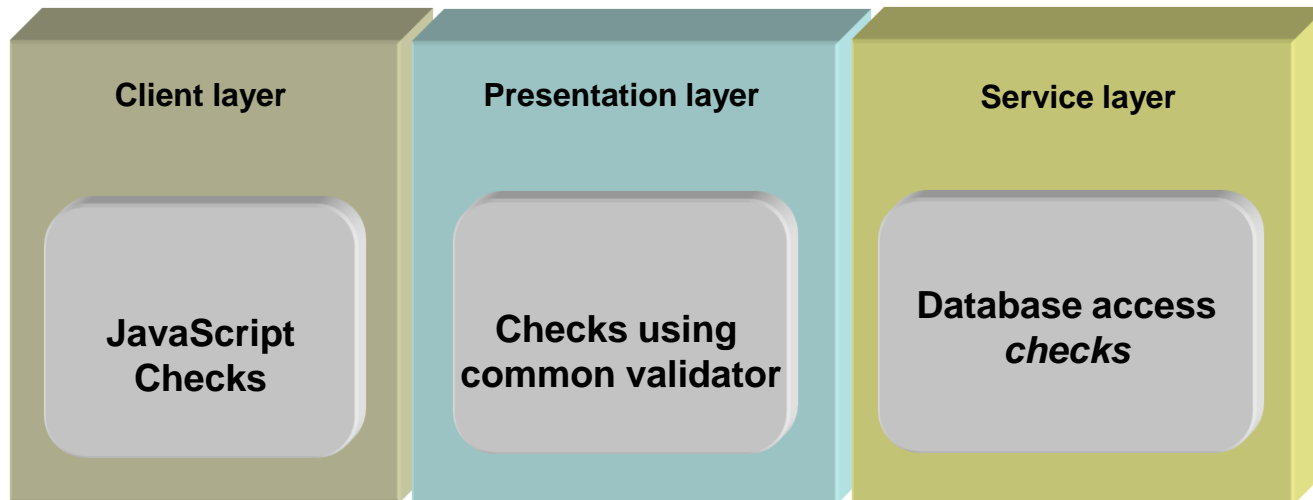 Client layer
Presentation layer
Service layer
JavaScript
Checks
Checks using
common validator
Database access
checks